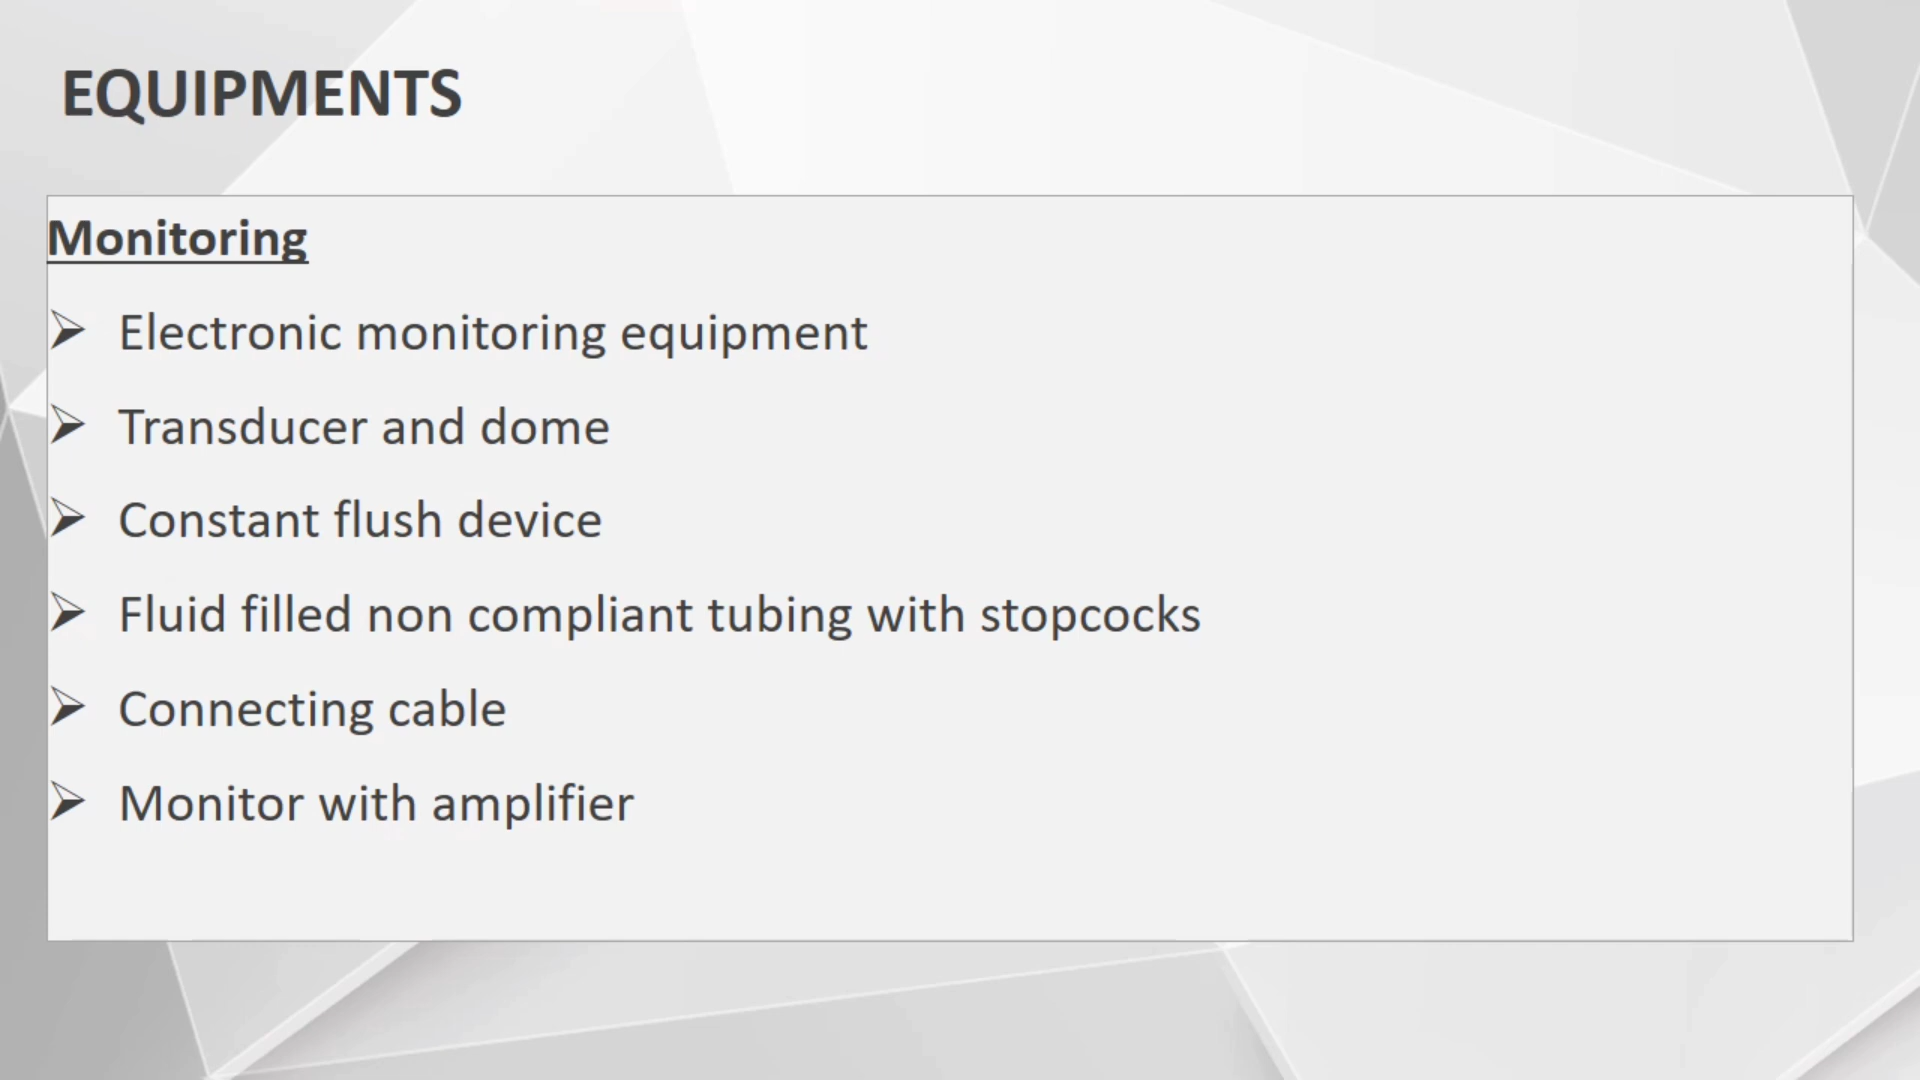 EQUIPMENTS
Monitoring
➢ Electronic monitoring equipment
➢ Transducer and dome
➢ Constant flush device
➢ Fluid filled non compliant tubing with stopcocks
➢ Connecting cable
➢ Monitor with amplifier